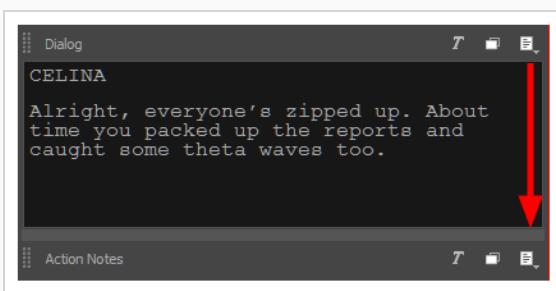 Dialog T
CELINA
Alright, everyone's zipped up. About
time you packed up the reports and
caught some theta waves too.
Action Notes T